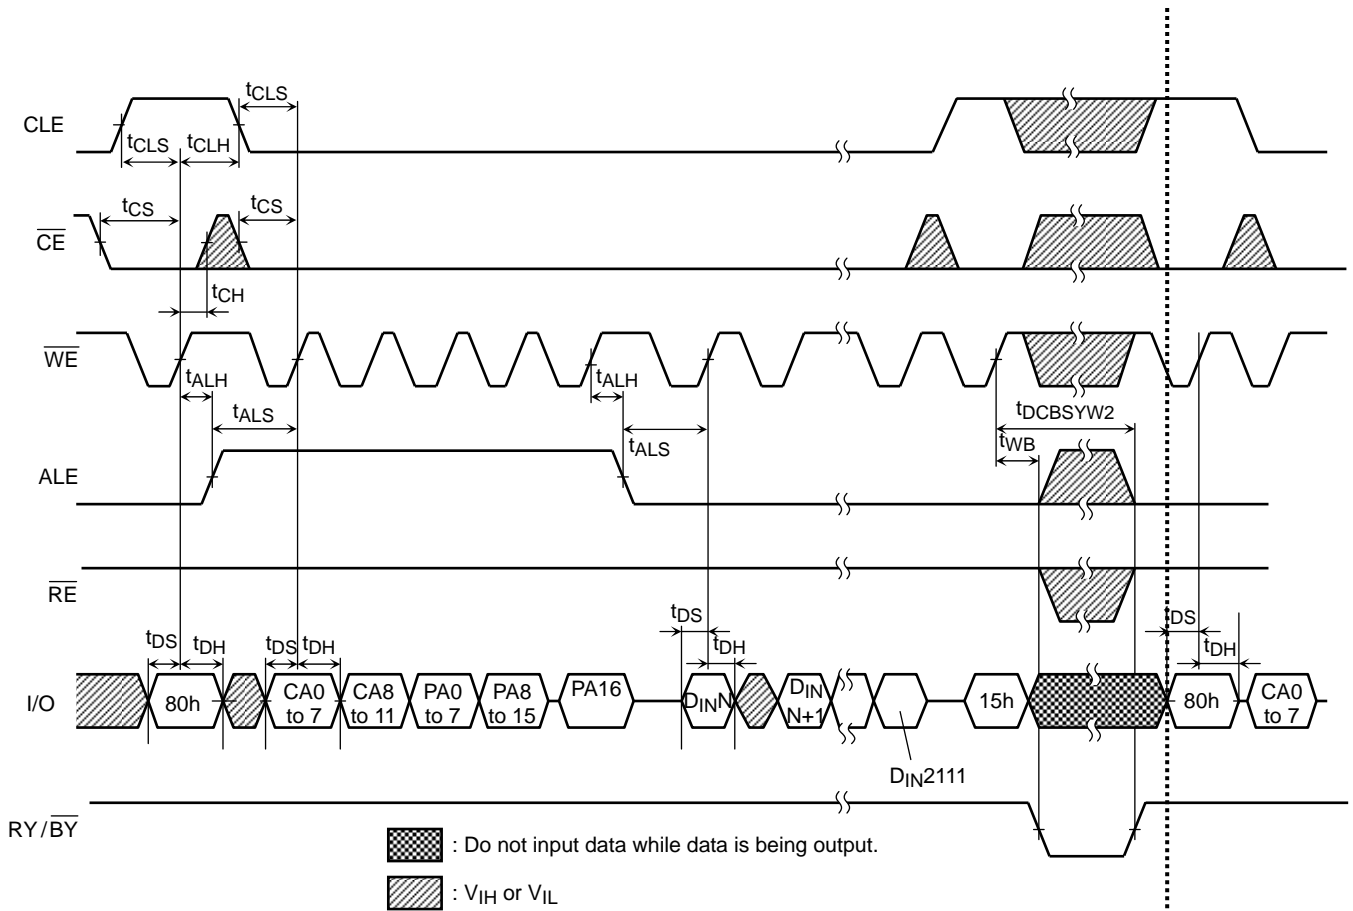 tCLS
CLE
tCLS
tCLH
tCS
tCS
CE
tCH
WE
tALH
tALH
tDCBSYW2
tALS
tALS
tWB
ALE
RE
tDS
tDH
tDS
tDH
tDS
tDH
tDS
tDH
I/O
80h
CA0
to 7
CA8
to 11
PA0
to 7
PA8
to 15
PA16
DINN
DIN
N+1
15h
80h
CA0
to 7
DIN2111
RY/BY
: Do not input data while data is being output.
: VIH or VIL